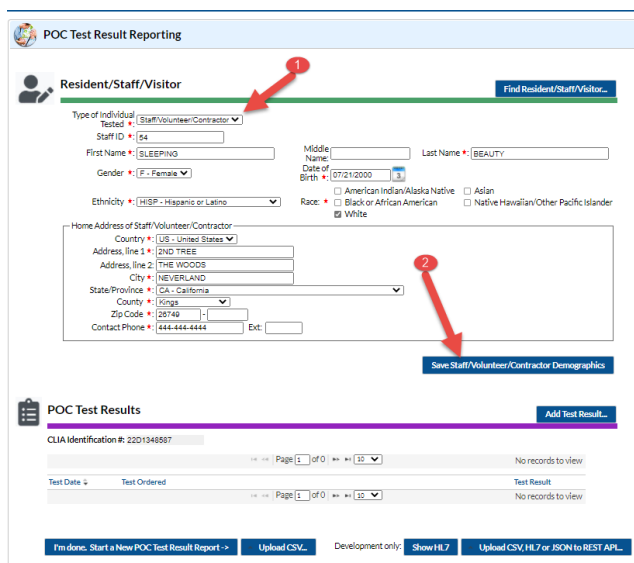 POC Test Result Reporting
1
Resident/Staff/Visitor
Find Resident/Staff/Visitor...
Type of Individual Tested *: Staff/Volunteer/Contractor
Staff ID *: 54
First Name *: SLEEPING Middle Name: Last Name *: BEAUTY
Gender *: F - Female Date of Birth *: 07/21/2000 3
Ethnicity *: HISP - Hispanic or Latino Race: * American Indian/Alaska Native Asian
Black or African American Native Hawaiian/Other Pacific Islander
White
Home Address of Staff/Volunteer/Contractor
Country *: US - United States
Address, line 1 *: 2ND TREE
Address, line 2: THE WOODS
2
City *: NEVERLAND
State/Province *: CA - California
County *: Kings
Zip Code *: 26749 -
Contact Phone *: 444-444-4444 Ext:
Save Staff/Volunteer/Contractor Demographics
POC Test Results
Add Test Result...
CLIA Identification #: 22D1348587
Page 1 of 0 10 No records to view
Test Date Test Ordered Test Result
Page 1 of 0 10 No records to view
I'm done. Start a New POC Test Result Report -> Upload CSV... Development only: Show HL7 Upload CSV, HL7 or JSON to REST API...